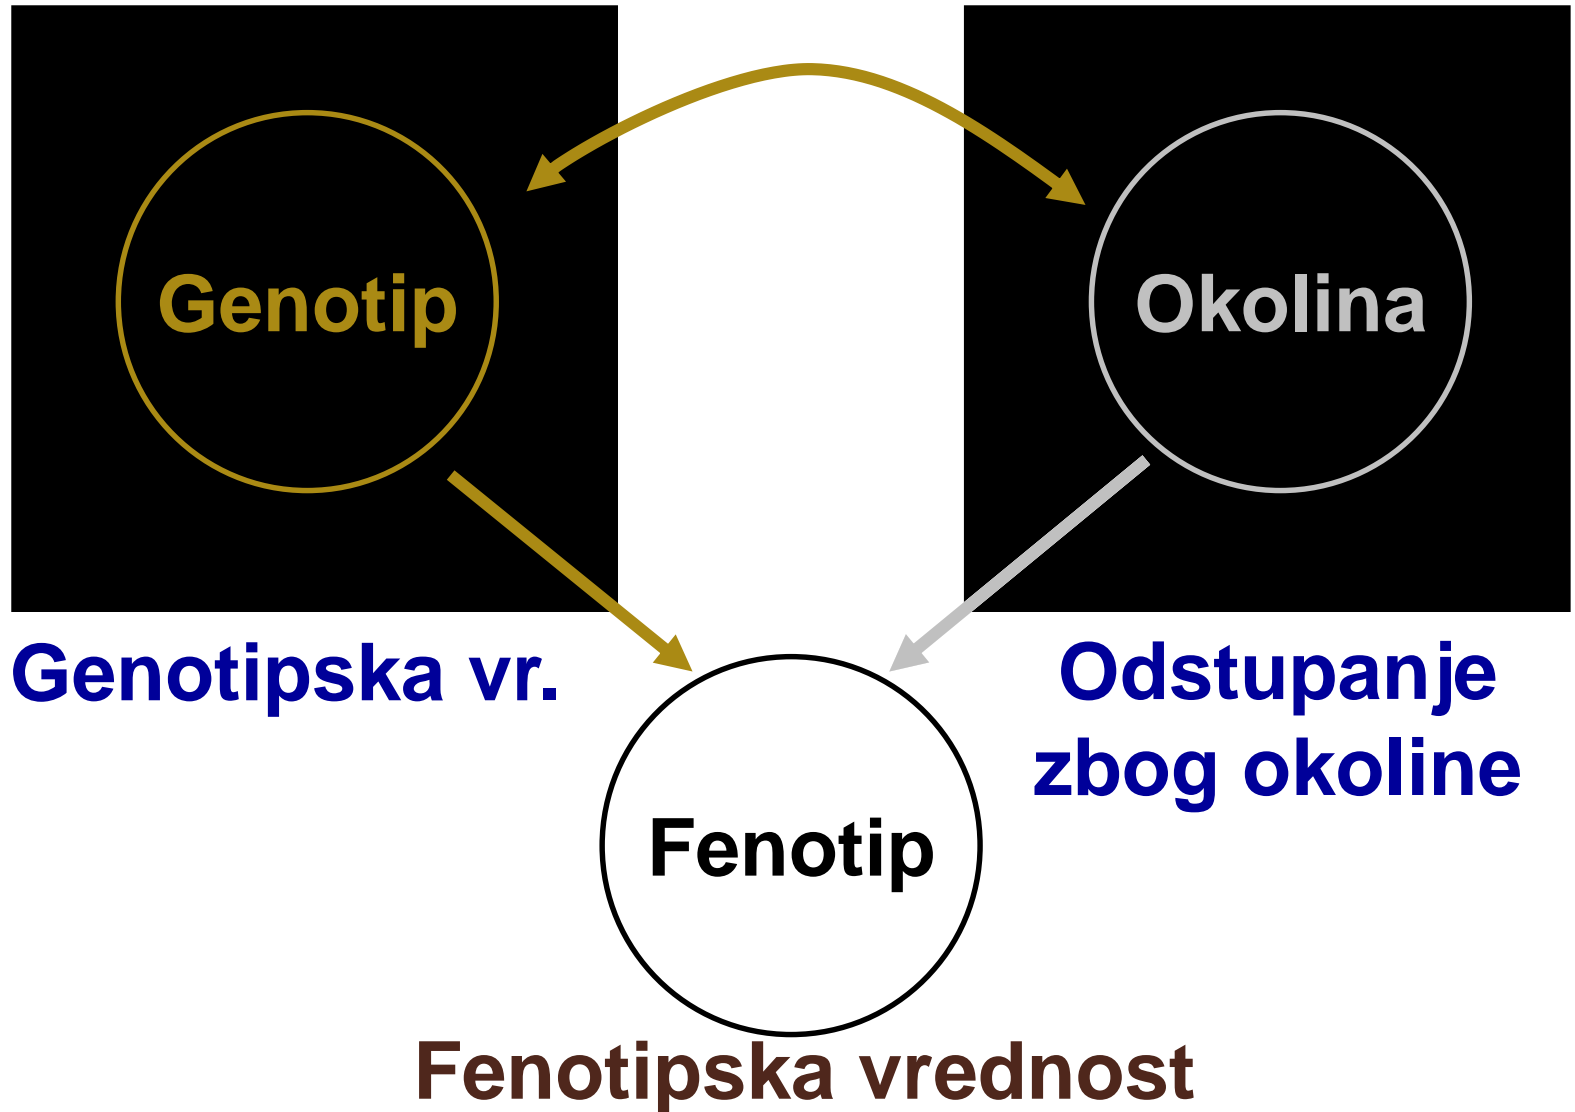 Genotip
Okolina
Genotipska vr.
Odstupanje
zbog okoline
Fenotip
Fenotipska vrednost